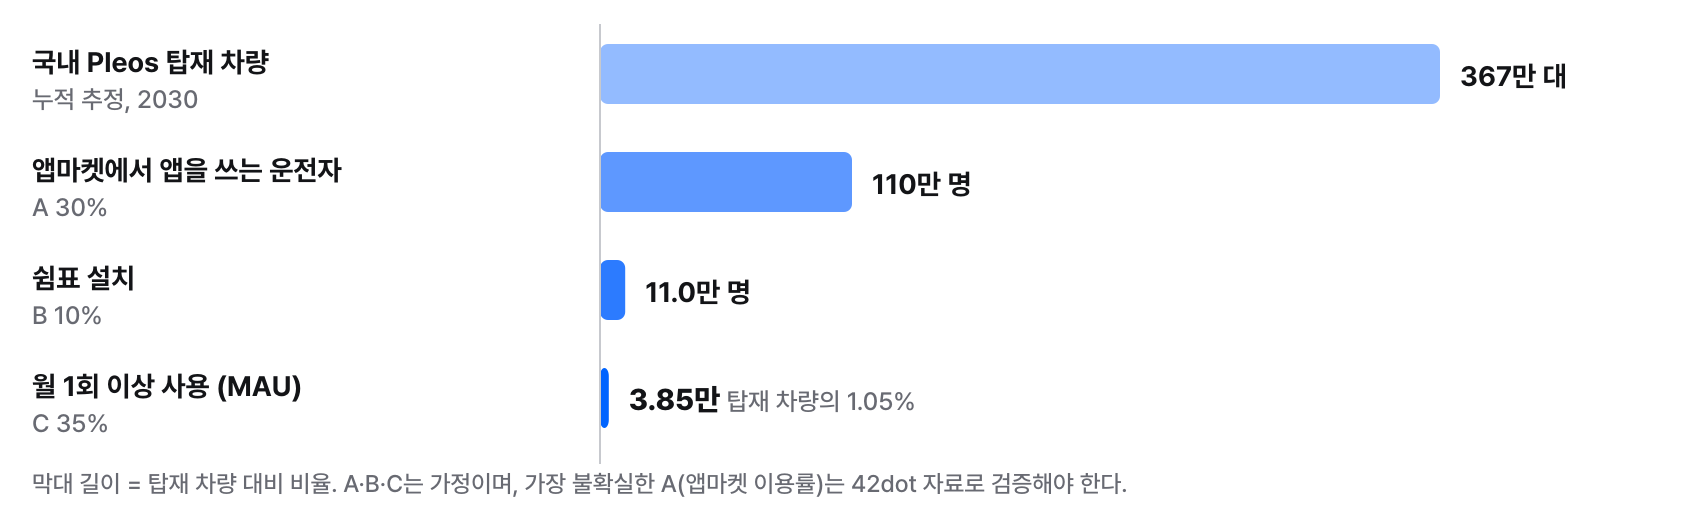 국내 Pleos 탑재 차량
누적 추정, 2030
367만 대
앱마켓에서 앱을 쓰는 운전자
A 30%
110만 명
쉼표 설치
B 10%
11.0만 명
월 1회 이상 사용 (MAU)
C 35%
3.85만 탑재 차량의 1.05%
막대 길이 = 탑재 차량 대비 비율. A·B·C는 가정이며, 가장 불확실한 A(앱마켓 이용률)는 42dot 자료로 검증해야 한다.